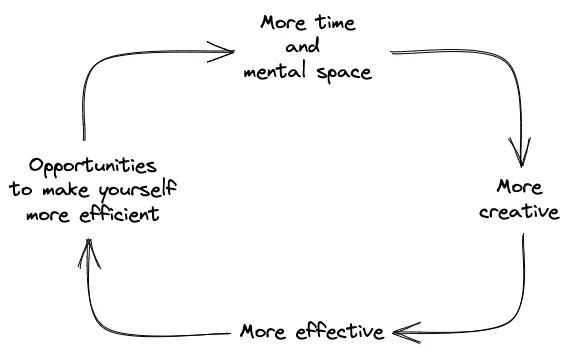 More time
and
mental space
More
creative
More effective
Opportunities
to make yourself
more efficient